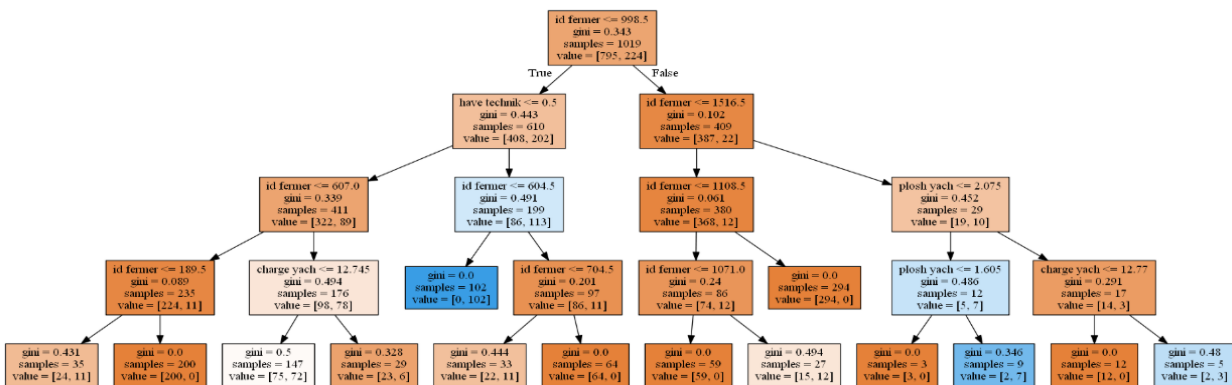 id fermer <= 998.5
gini = 0.343
samples = 1019
value = [795, 224]
True
False
have technik <= 0.5
gini = 0.443
samples = 610
value = [408, 202]
id fermer <= 1516.5
gini = 0.102
samples = 409
value = [387, 22]
id fermer <= 607.0
gini = 0.339
samples = 411
value = [322, 89]
id fermer <= 604.5
gini = 0.491
samples = 199
value = [86, 113]
id fermer <= 1108.5
gini = 0.061
samples = 380
value = [368, 12]
plosh yach <= 2.075
gini = 0.452
samples = 29
value = [19, 10]
id fermer <= 189.5
gini = 0.089
samples = 235
value = [224, 11]
charge yach <= 12.745
gini = 0.494
samples = 176
value = [98, 78]
gini = 0.0
samples = 102
value = [0, 102]
id fermer <= 704.5
gini = 0.201
samples = 97
value = [86, 11]
id fermer <= 1071.0
gini = 0.24
samples = 86
value = [74, 12]
gini = 0.0
samples = 294
value = [294, 0]
plosh yach <= 1.605
gini = 0.486
samples = 12
value = [5, 7]
charge yach <= 12.77
gini = 0.291
samples = 17
value = [14, 3]
gini = 0.431
samples = 35
value = [24, 11]
gini = 0.0
samples = 200
value = [200, 0]
gini = 0.5
samples = 147
value = [75, 72]
gini = 0.328
samples = 29
value = [23, 6]
gini = 0.444
samples = 33
value = [22, 11]
gini = 0.0
samples = 64
value = [64, 0]
gini = 0.0
samples = 59
value = [59, 0]
gini = 0.494
samples = 27
value = [15, 12]
gini = 0.0
samples = 3
value = [3, 0]
gini = 0.346
samples = 9
value = [2, 7]
gini = 0.0
samples = 12
value = [12, 0]
gini = 0.48
samples = 5
value = [2, 3]